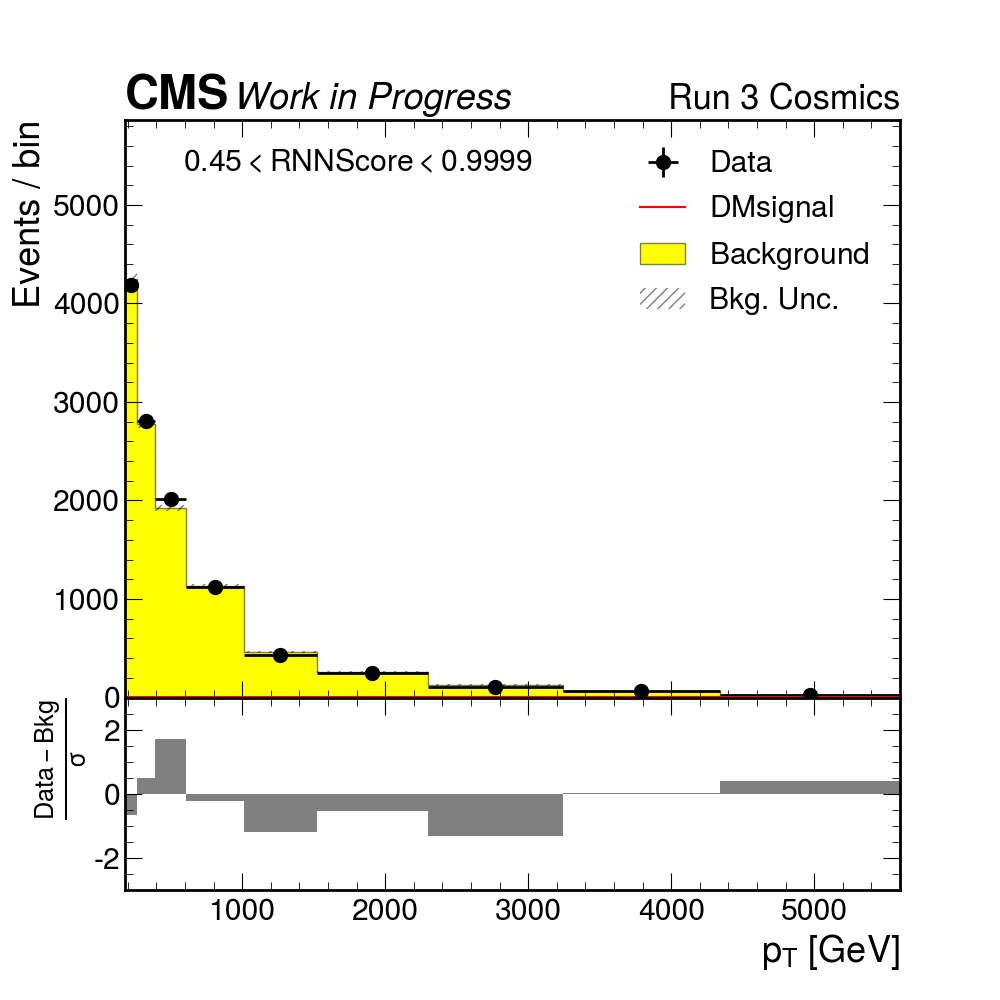 CMS Work in Progress Run 3 Cosmics
Events / bin
0.45 < RNNScore < 0.9999
Data
DMsignal
Background
Bkg. Unc.
5000
4000
3000
2000
1000
0
Data − Bkg
σ
2
0
-2
1000 2000 3000 4000 5000
pT [GeV]